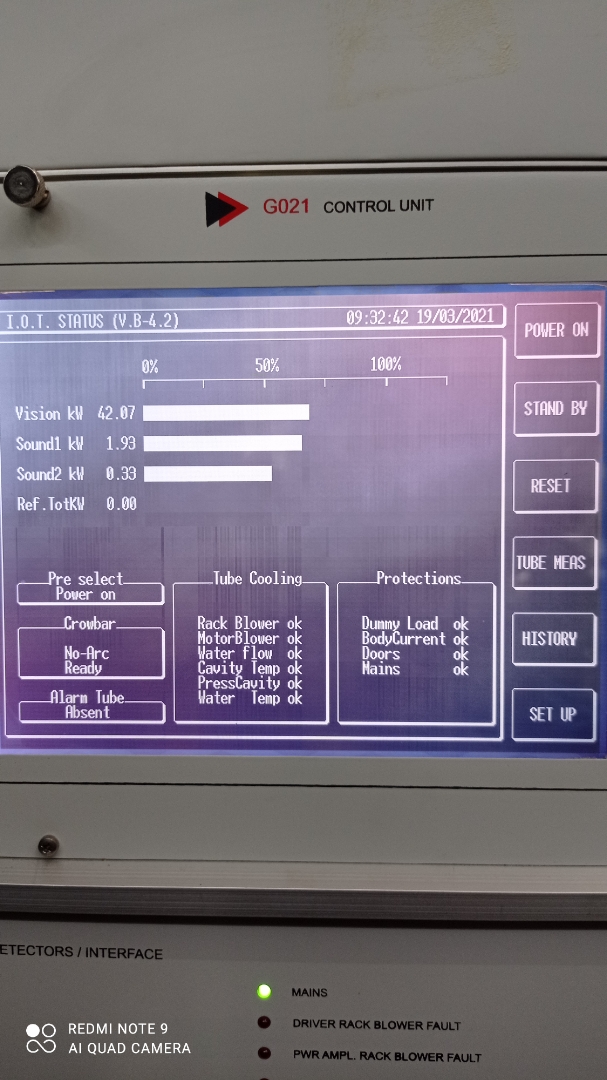 G021 CONTROL UNIT
I.O.T. STATUS (V.B-4.2) 09:32:42 19/03/2021
POWER ON
0% 50% 100%
Vision kW 42.07
STAND BY
Sound1 kW 1.93
Sound2 kW 0.33
RESET
Ref.TotKW 0.00
TUBE MEAS
Pre select
Power on
Crowbar
No-Arc
Ready
Alarm Tube
Absent
Tube Cooling
Rack Blower ok
MotorBlower ok
Water flow ok
Cavity Temp ok
PressCavity ok
Water Temp ok
Protections
Dummy Load ok
BodyCurrent ok
Doors ok
Mains ok
HISTORY
SET UP
ETECTORS / INTERFACE
MAINS
DRIVER RACK BLOWER FAULT
PWR AMPL. RACK BLOWER FAULT
REDMI NOTE 9
AI QUAD CAMERA